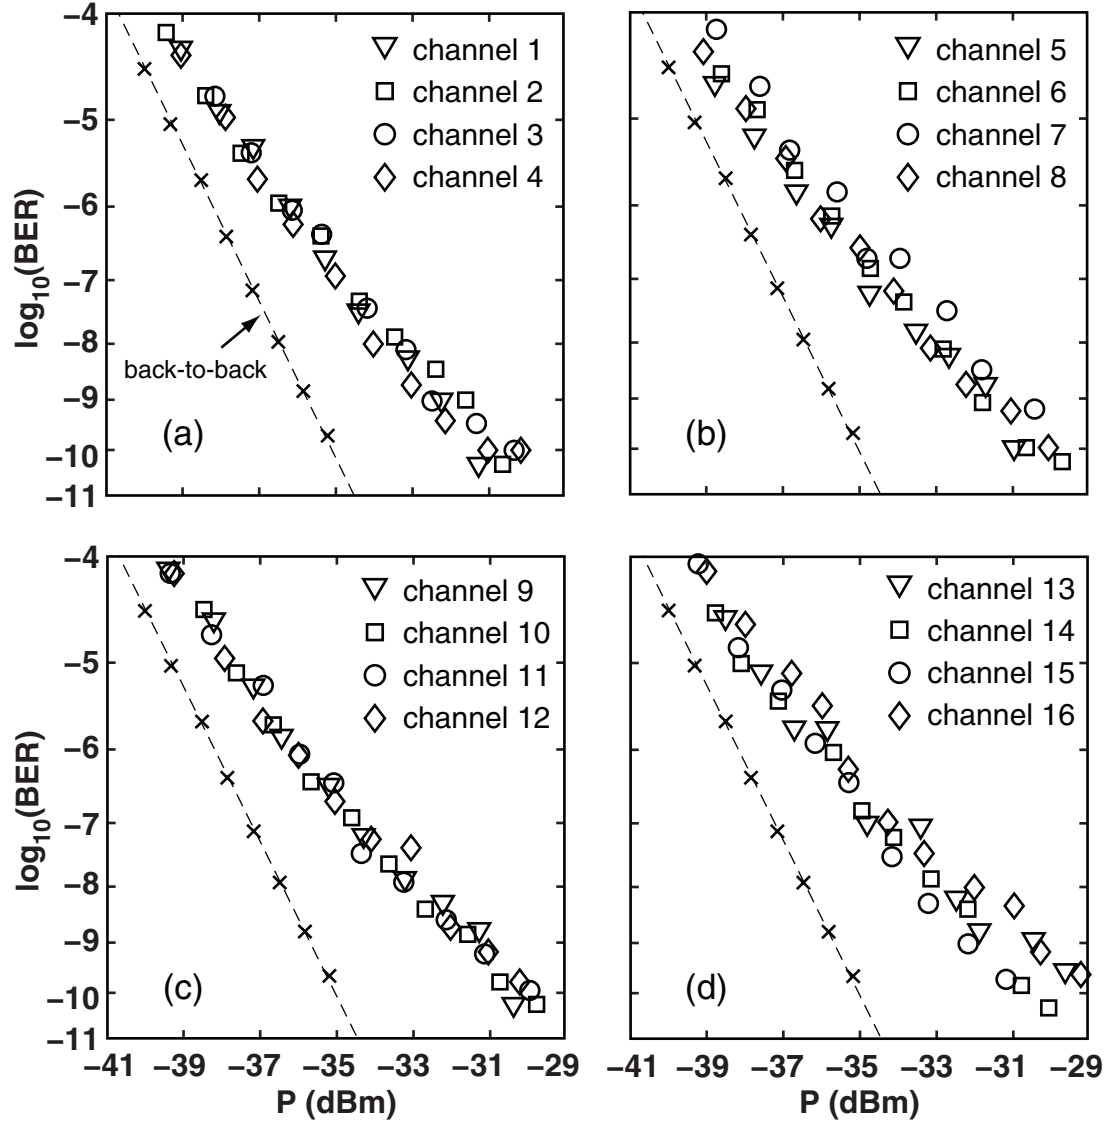 −4
−5
−6
−7
−8
−9
−10
−11
log10(BER)
channel 1
channel 2
channel 3
channel 4
back-to-back
(a)
channel 5
channel 6
channel 7
channel 8
(b)
−4
−5
−6
−7
−8
−9
−10
−11
log10(BER)
channel 9
channel 10
channel 11
channel 12
(c)
−41 −39 −37 −35 −33 −31 −29
P (dBm)
channel 13
channel 14
channel 15
channel 16
(d)
−41 −39 −37 −35 −33 −31 −29
P (dBm)